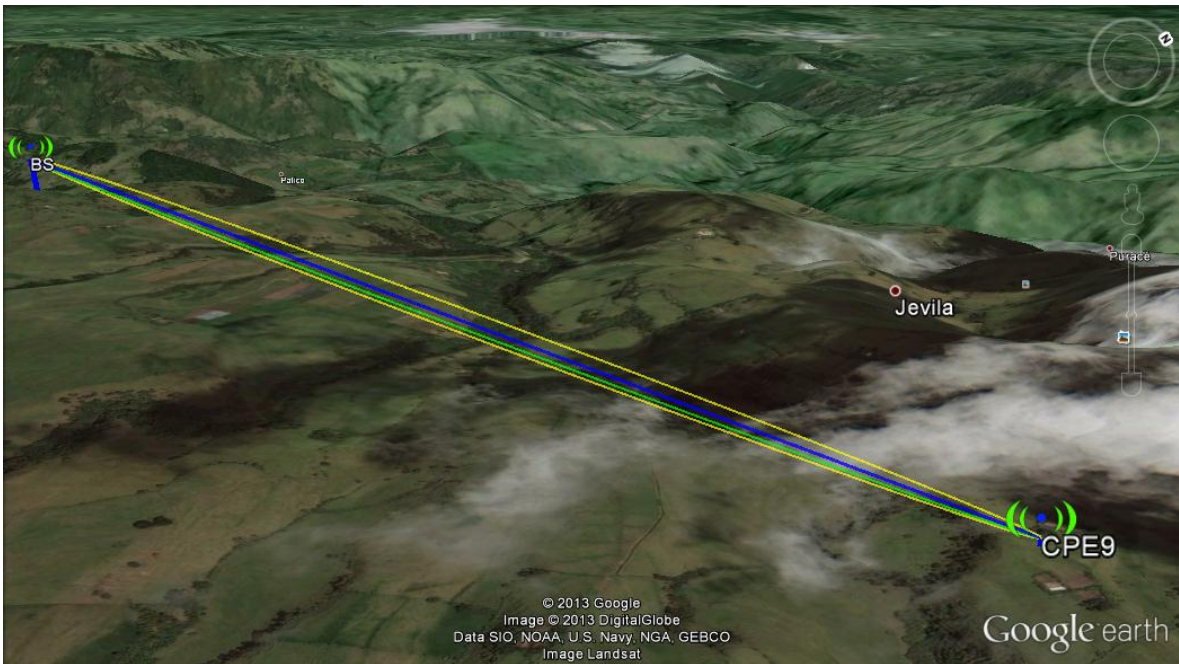 N
BS
Palico
Puracé
Jevila
CPE9
© 2013 Google
Image © 2013 DigitalGlobe
Data SIO, NOAA, U.S. Navy, NGA, GEBCO
Image Landsat
Google earth